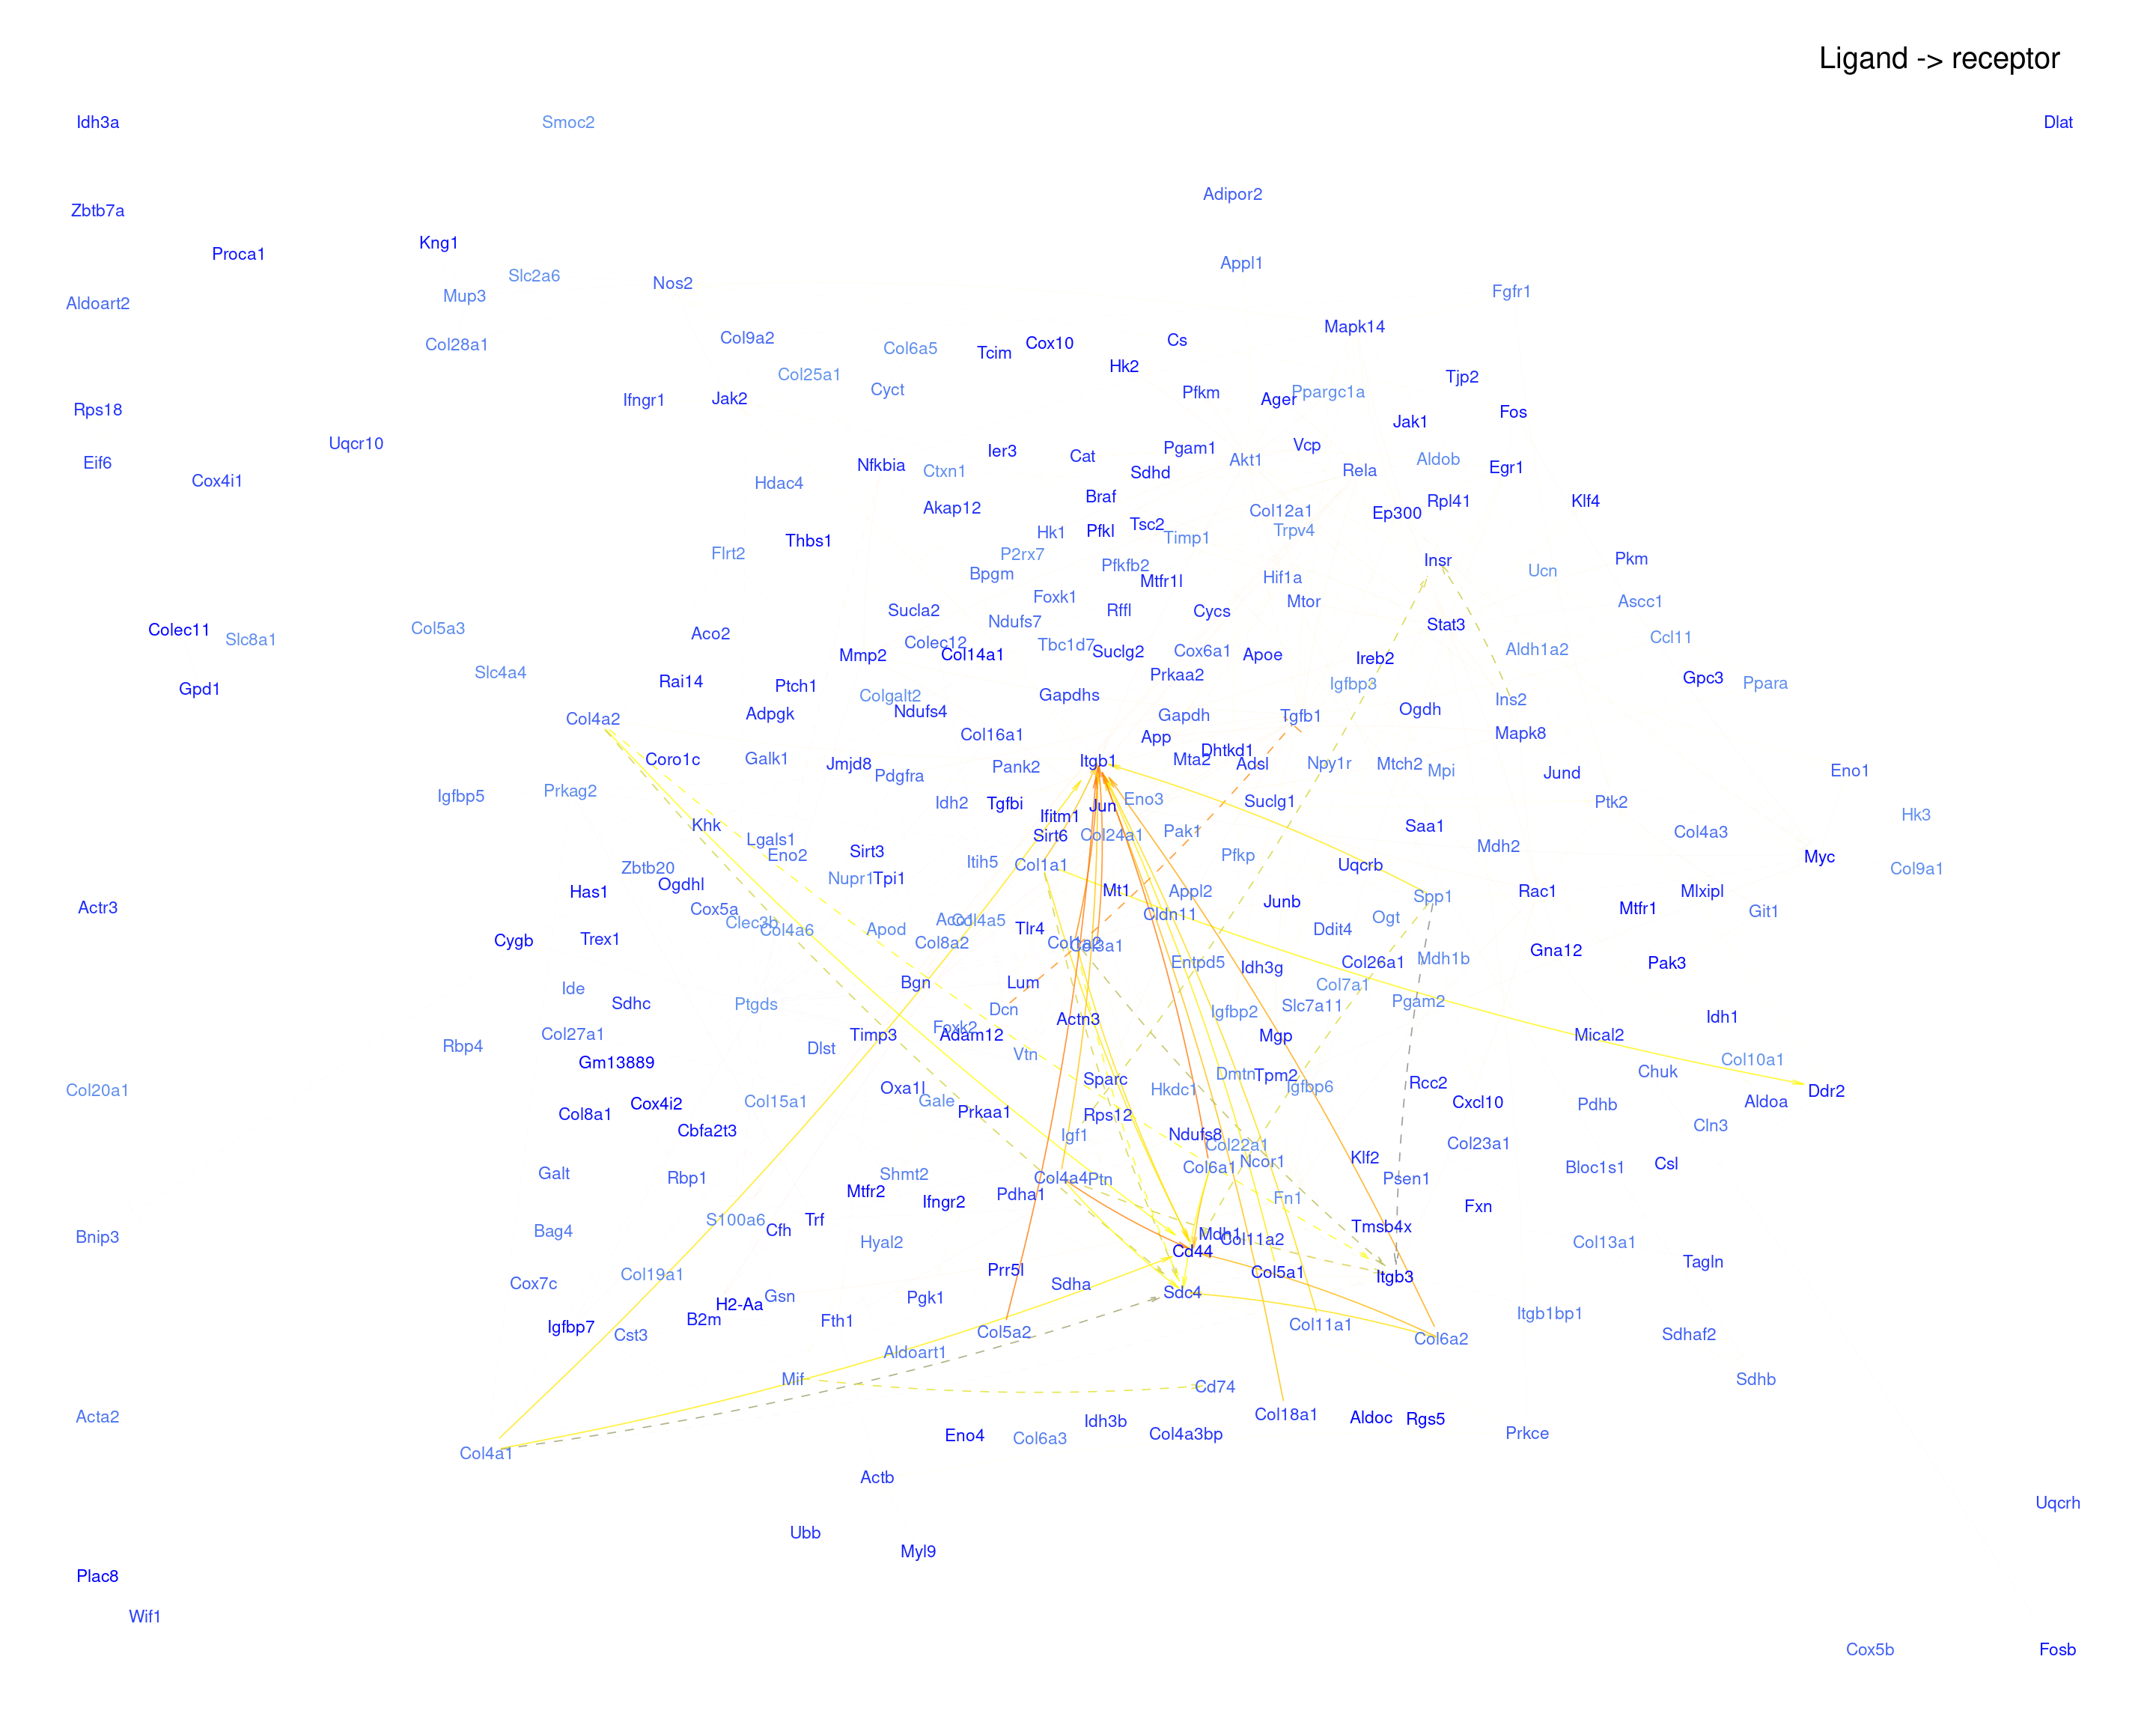 Ligand -> receptor
Idh3a
Smoc2
Dlat
Adipor2
Zbtb7a
Kng1
Proca1
Appl1
Slc2a6
Nos2
Fgfr1
Mup3
Aldoart2
Mapk14
Col9a2
Cs
Cox10
Col28a1
Col6a5
Tcim
Hk2
Col25a1
Tjp2
Cyct
Pfkm
Ppargc1a
Ifngr1
Jak2
Ager
Rps18
Fos
Jak1
Uqcr10
Vcp
Pgam1
Ier3
Cat
Akt1
Aldob
Eif6
Nfkbia
Egr1
Ctxn1
Rela
Sdhd
Cox4i1
Hdac4
Braf
Rpl41
Klf4
Akap12
Col12a1
Ep300
Tsc2
Trpv4
Pfkl
Hk1
Timp1
Thbs1
Flrt2
P2rx7
Pkm
Insr
Pfkfb2
Ucn
Bpgm
Hif1a
Mtfr1l
Foxk1
Mtor
Ascc1
Sucla2
Rffl
Cycs
Ndufs7
Stat3
Col5a3
Colec11
Aco2
Ccl11
Slc8a1
Colec12
Tbc1d7
Aldh1a2
Suclg2
Cox6a1
Mmp2
Col14a1
Apoe
Ireb2
Slc4a4
Prkaa2
Gpc3
Rai14
Ptch1
Igfbp3
Ppara
Gpd1
Colgalt2
Gapdhs
Ins2
Ogdh
Ndufs4
Adpgk
Gapdh
Tgfb1
Col4a2
Mapk8
Col16a1
App
Dhtkd1
Coro1c
Galk1
Itgb1
Mta2
Jmjd8
Adsl
Npy1r
Mtch2
Pank2
Mpi
Eno1
Jund
Pdgfra
Prkag2
Igfbp5
Eno3
Suclg1
Ptk2
Idh2
Tgfbi
Jun
Hk3
Ifitm1
Khk
Saa1
Pak1
Col4a3
Sirt6
Col24a1
Lgals1
Mdh2
Sirt3
Eno2
Pfkp
Myc
Itih5
Col1a1
Uqcrb
Zbtb20
Col9a1
Nupr1
Tpi1
Ogdhl
Has1
Mt1
Appl2
Rac1
Mlxipl
Spp1
Junb
Actr3
Cox5a
Mtfr1
Git1
Cldn11
Ogt
Clec3b
Col4a5
Col4a6
Apod
Tlr4
Ddit4
Cygb
Trex1
Col8a2
Col1a2
Col3a1
Gna12
Mdh1b
Entpd5
Idh3g
Col26a1
Pak3
Bgn
Lum
Col7a1
Ide
Sdhc
Ptgds
Pgam2
Slc7a11
Dcn
Igfbp2
Idh1
Actn3
Foxk2
Col27a1
Timp3
Adam12
Mgp
Mical2
Rbp4
Dlst
Vtn
Col10a1
Gm13889
Chuk
Dmtn
Tpm2
Sparc
Rcc2
Igfbp6
Oxa1l
Hkdc1
Col20a1
Ddr2
Gale
Col15a1
Cxcl10
Aldoa
Cox4i2
Pdhb
Prkaa1
Col8a1
Rps12
Cln3
Cbfa2t3
Igf1
Ndufs8
Col23a1
Col22a1
Klf2
Ncor1
Csl
Col6a1
Bloc1s1
Galt
Shmt2
Rbp1
Col4a4
Ptn
Psen1
Mtfr2
Pdha1
Fn1
Ifngr2
Fxn
S100a6
Trf
Tmsb4x
Cfh
Bag4
Mdh1
Bnip3
Col11a2
Hyal2
Col13a1
Cd44
Tagln
Prr5l
Col5a1
Col19a1
Itgb3
Cox7c
Sdha
Sdc4
Gsn
Pgk1
H2-Aa
Itgb1bp1
B2m
Fth1
Col11a1
Igfbp7
Col5a2
Cst3
Sdhaf2
Col6a2
Aldoart1
Mif
Sdhb
Cd74
Col18a1
Acta2
Aldoc
Rgs5
Idh3b
Col4a3bp
Prkce
Eno4
Col6a3
Col4a1
Actb
Uqcrh
Ubb
Myl9
Plac8
Wif1
Cox5b
Fosb